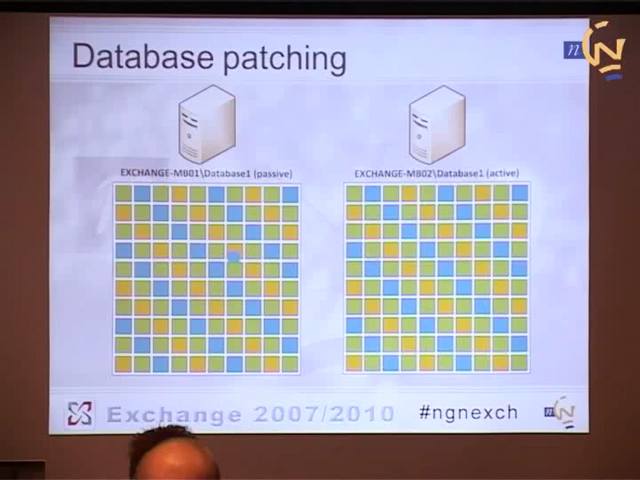 Database patching
n
EXCHANGE-MB01\Database1 (passive)
EXCHANGE-MB02\Database1 (active)
Exchange 2007/2010
#ngnexch